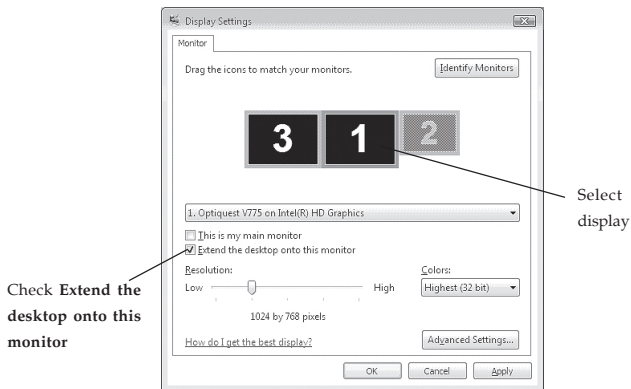 Display Settings
Monitor
Drag the icons to match your monitors.
Identify Monitors
3
1
2
Select
display
1. Optiquest V775 on Intel(R) HD Graphics
This is my main monitor
Extend the desktop onto this monitor
Check Extend the
desktop onto this
monitor
Resolution:
Low
High
1024 by 768 pixels
Colors:
Highest (32 bit)
How do I get the best display?
Advanced Settings...
OK
Cancel
Apply